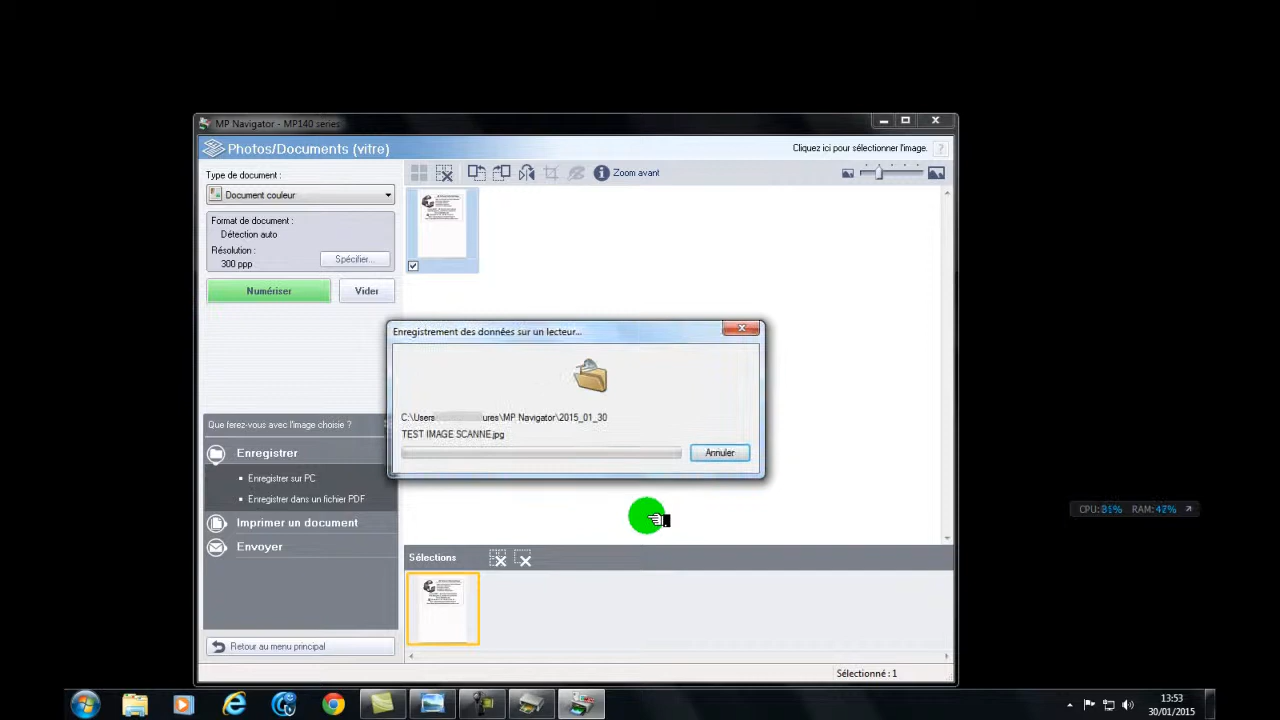 MP Navigator - MP140 series
Photos/Documents (vitre)
Cliquez ici pour sélectionner l'image.
?
Type de document :
Document couleur
Zoom avant
Format de document :
Détection auto
Résolution :
300 ppp
Spécifier...
Numériser
Vider
Enregistrement des données sur un lecteur...
C:\Users
ures\MP Navigator\2015_01_30
TEST IMAGE SCANNE.jpg
Annuler
Que ferez-vous avec l'image choisie ?
Enregistrer
Enregistrer sur PC
Enregistrer dans un fichier PDF
Imprimer un document
Envoyer
CPU: 81% RAM: 42%
Sélections
Retour au menu principal
Sélectionné : 1
13:53
30/01/2015